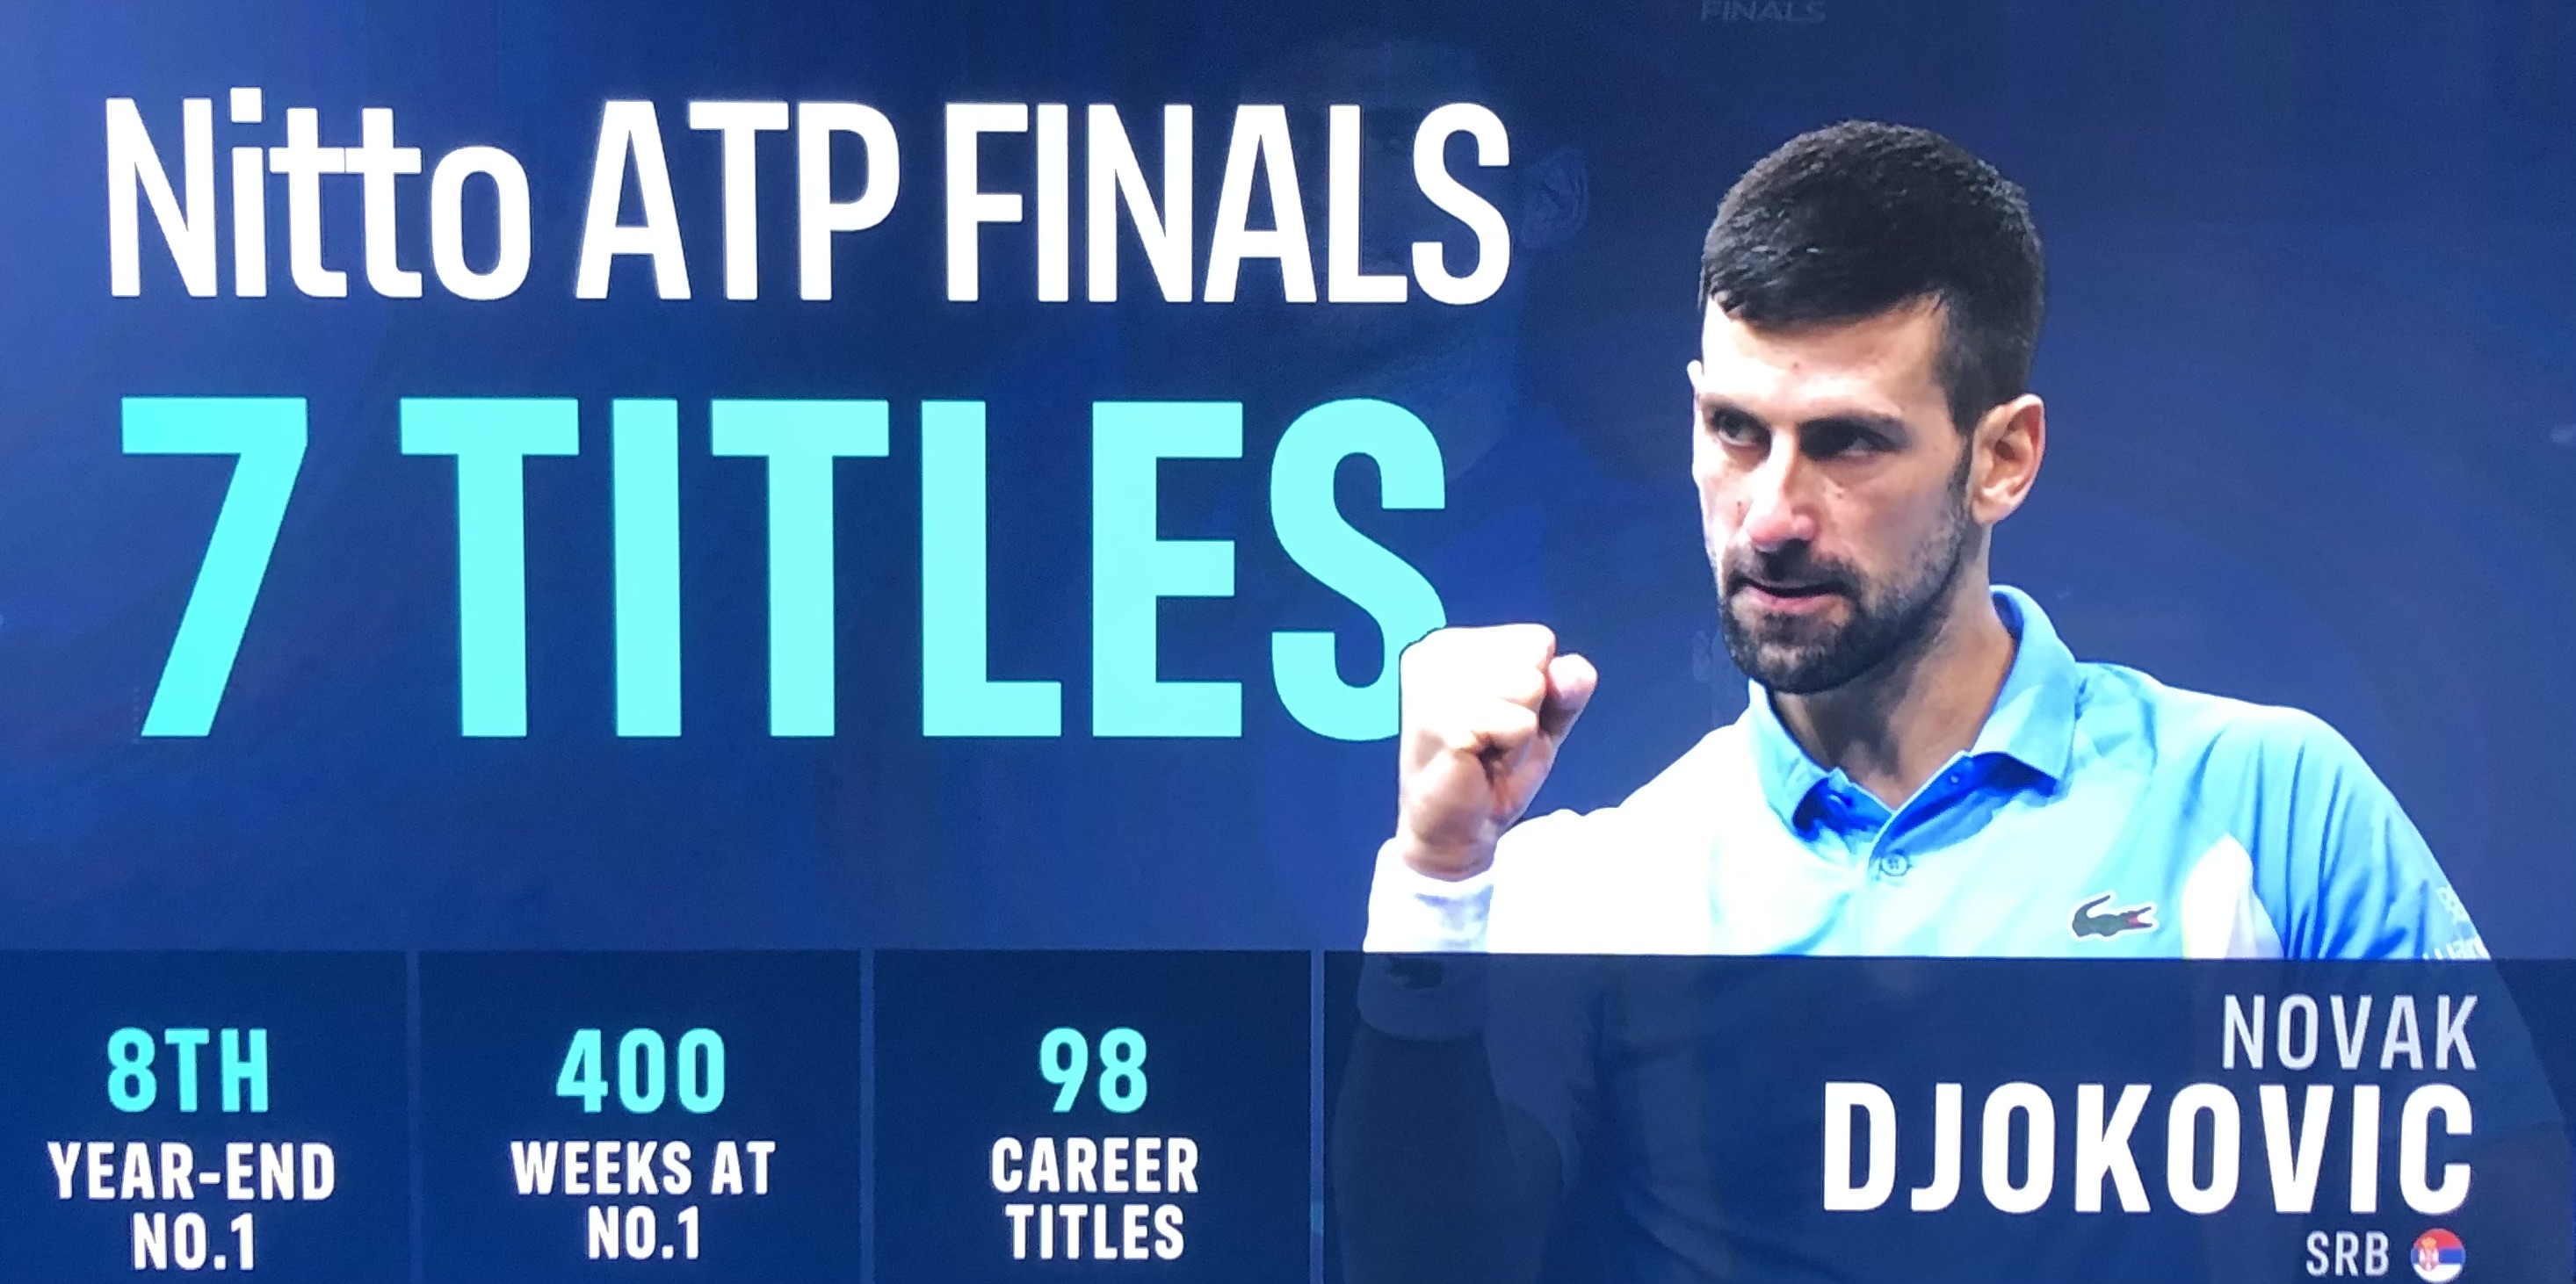 FINALS
Nitto ATP FINALS
7 TITLES
8TH
YEAR-END
NO.1
400
WEEKS AT
NO.1
98
CAREER
TITLES
NOVAK
DJOKOVIC
SRB